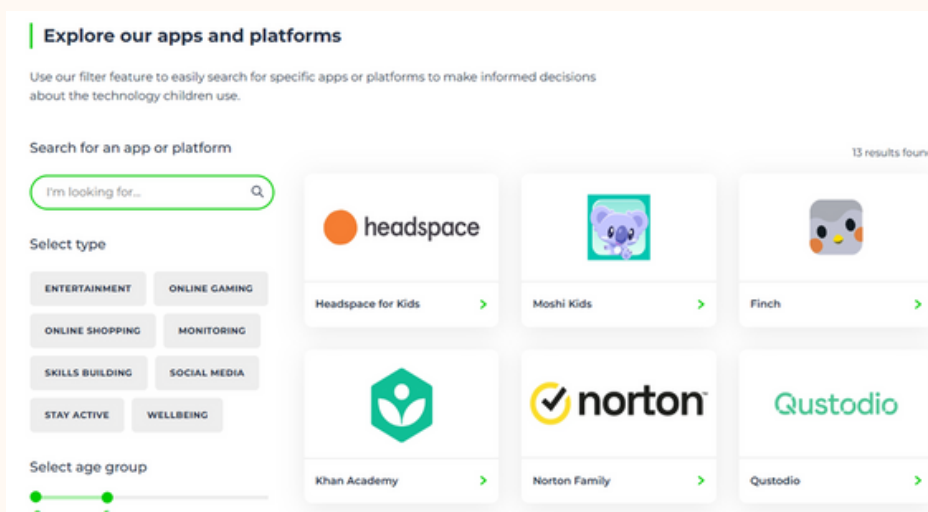 Explore our apps and platforms
Use our filter feature to easily search for specific apps or platforms to make informed decisions
about the technology children use.
Search for an app or platform
13 results foun
I'm looking for...
Select type
ENTERTAINMENT
ONLINE GAMING
ONLINE SHOPPING
MONITORING
SKILLS BUILDING
SOCIAL MEDIA
STAY ACTIVE
WELLBEING
Select age group
headspace
Headspace for Kids
Moshi Kids
Finch
norton
Qustodio
Khan Academy
Norton Family
Qustodio